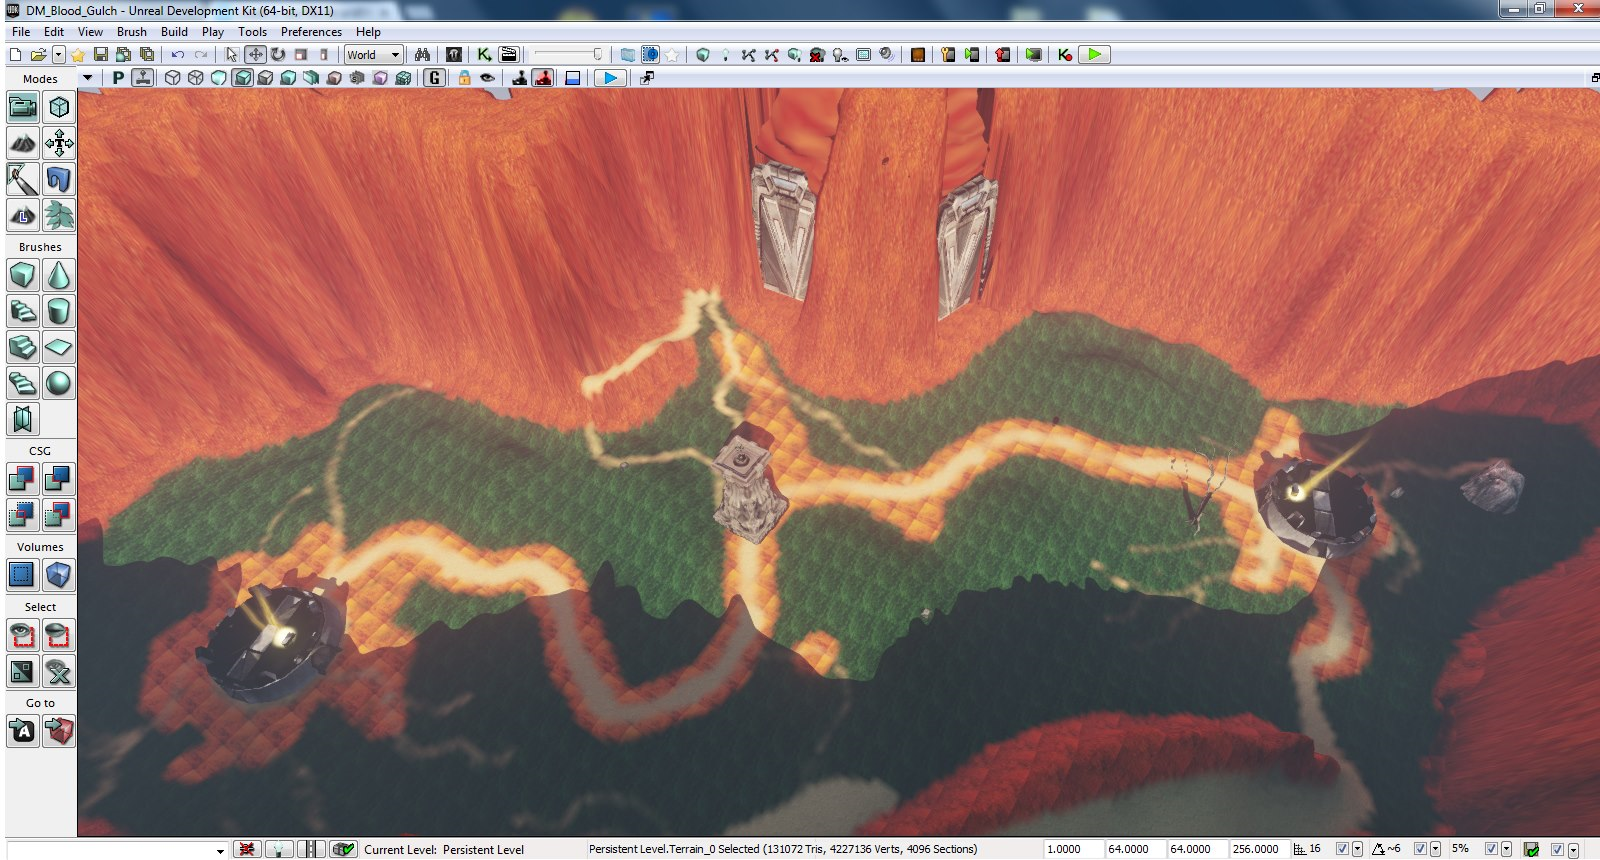 DM_Blood_Gulch - Unreal Development Kit (64-bit, DX11)
File Edit View Brush Build Play Tools Preferences Help
World
Modes
P
G
Brushes
CSG
Volumes
Select
Go to
Current Level: Persistent Level
Persistent Level.Terrain_0 Selected (131072 Tris, 4227136 Verts, 4096 Sections)
1.0000 64.0000 64.0000 256.0000 16 ~6 5%